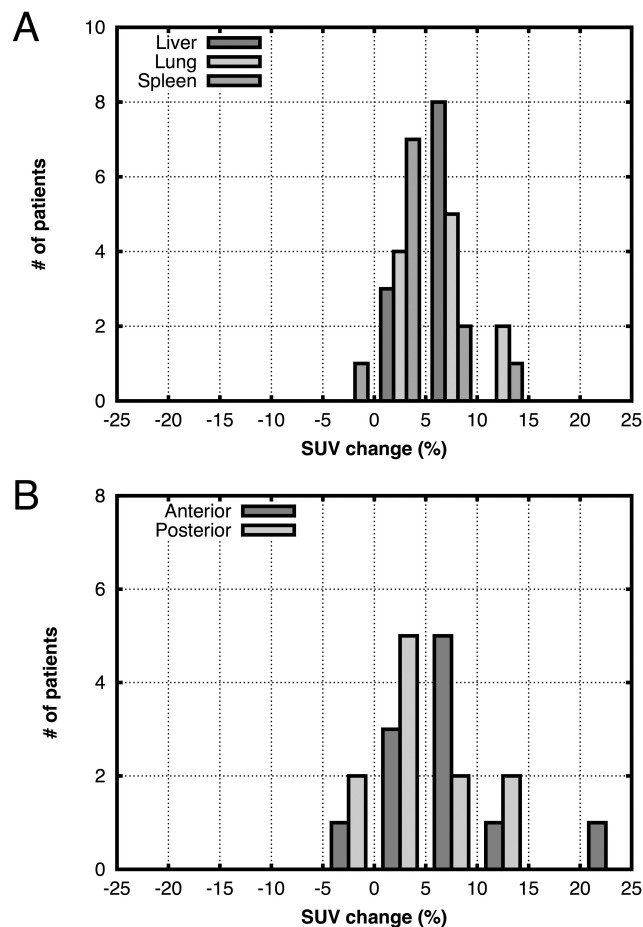 A
10
8
6
4
2
0
# of patients
Liver
Lung
Spleen
-25 -20 -15 -10 -5 0 5 10 15 20 25
SUV change (%)
B
8
6
4
2
0
# of patients
Anterior
Posterior
-25 -20 -15 -10 -5 0 5 10 15 20 25
SUV change (%)